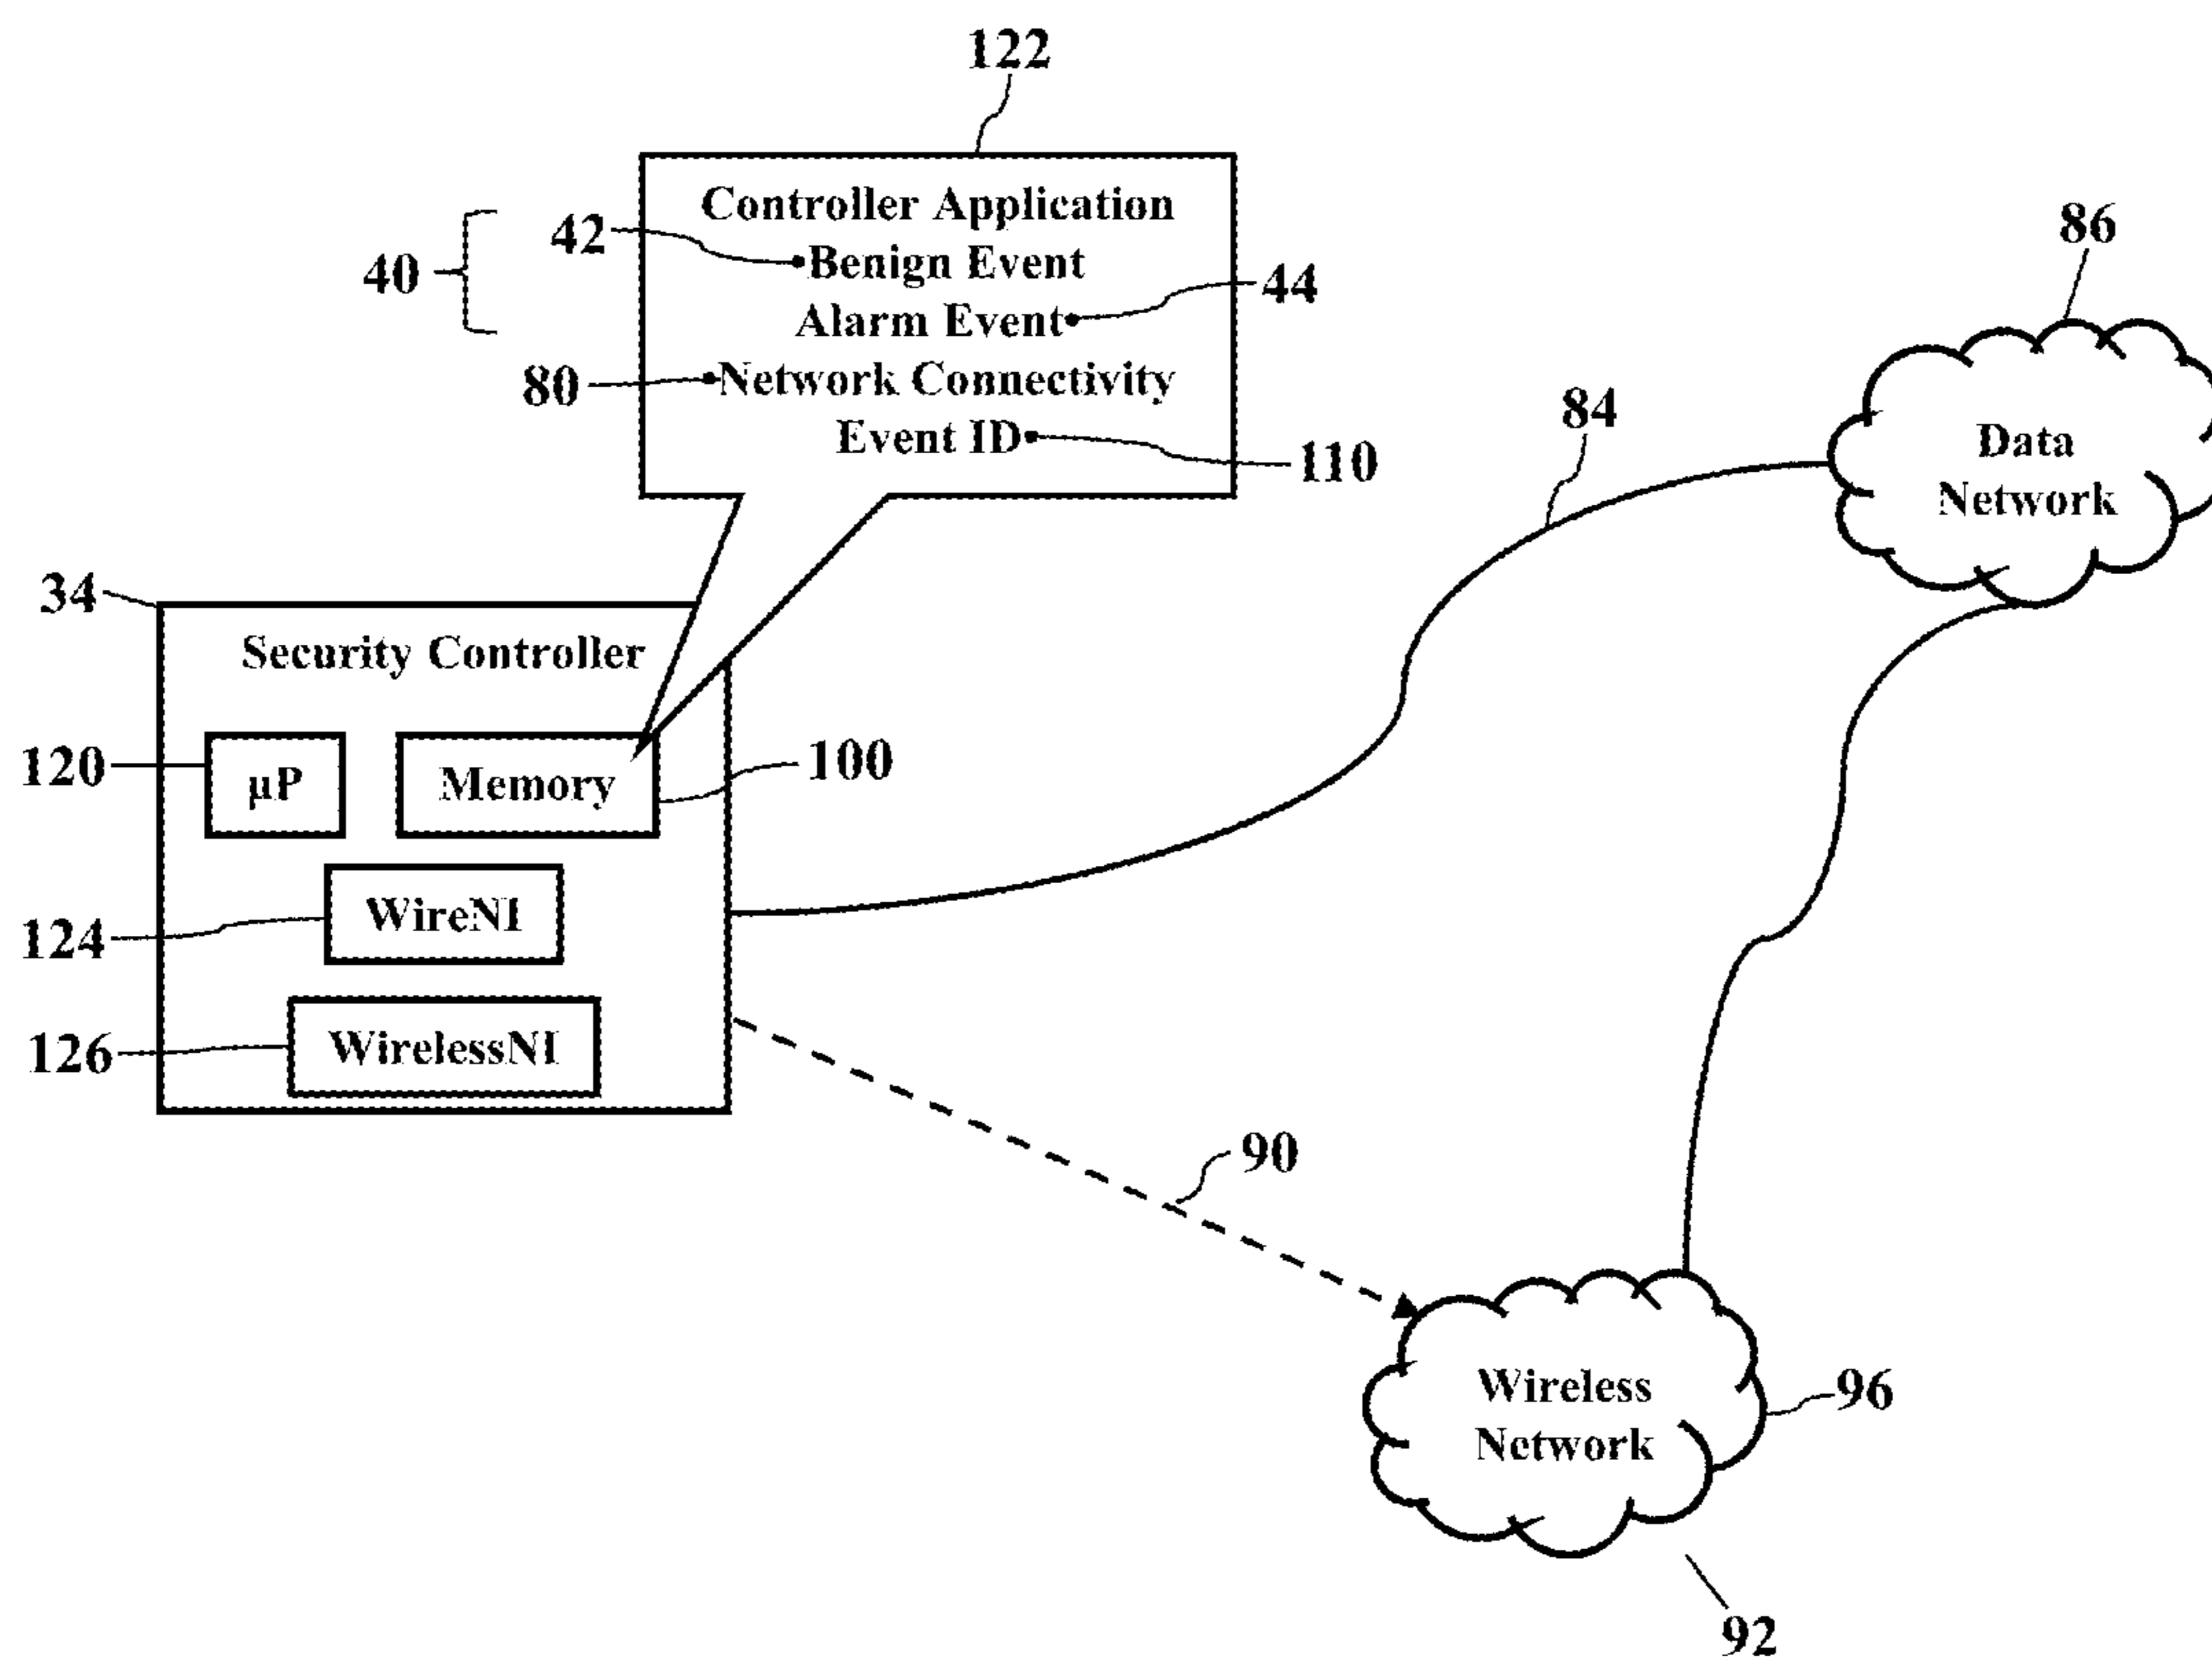 122
Controller Application
42
Benign Event
40
44
Alarm Event
80
Network Connectivity
Event ID
110
86
84
Data
Network
34
Security Controller
120
µP
Memory
100
WireNI
124
WirelessNI
126
90
Wireless
Network
96
92